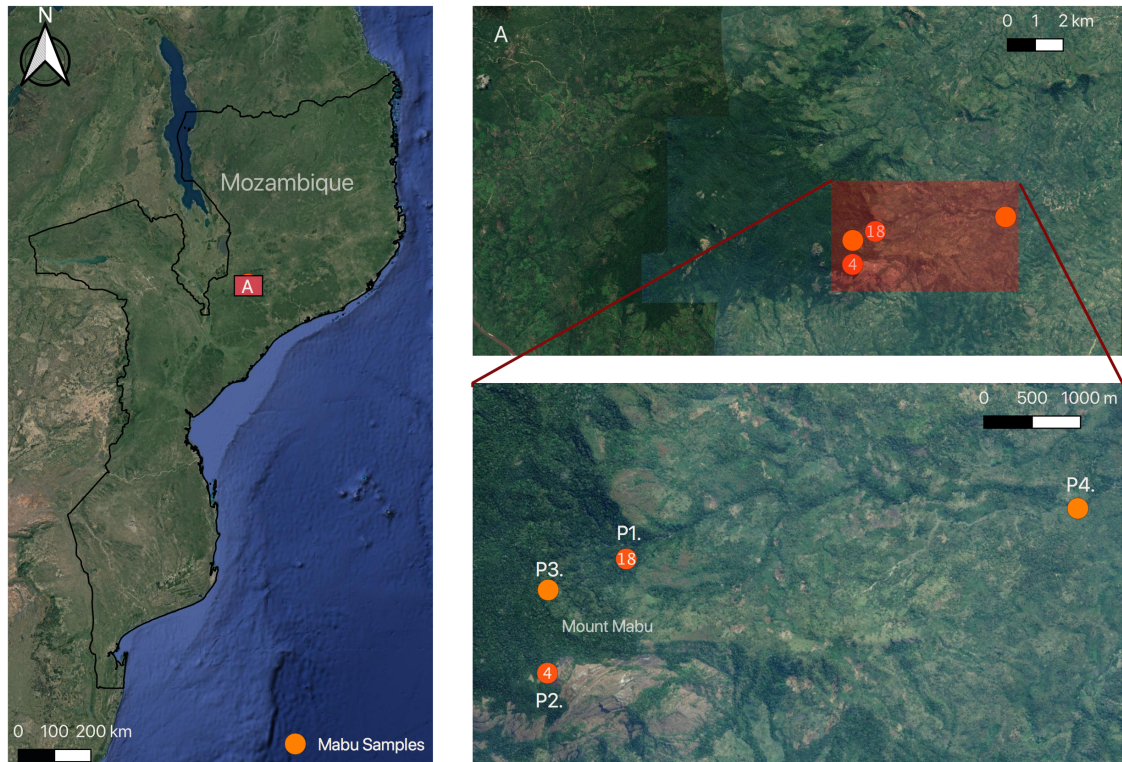 N
Mozambique
A
0 100 200 km
Mabu Samples
A
0 1 2 km
18
4
0 500 1000 m
P4.
P1.
18
P3.
Mount Mabu
4
P2.